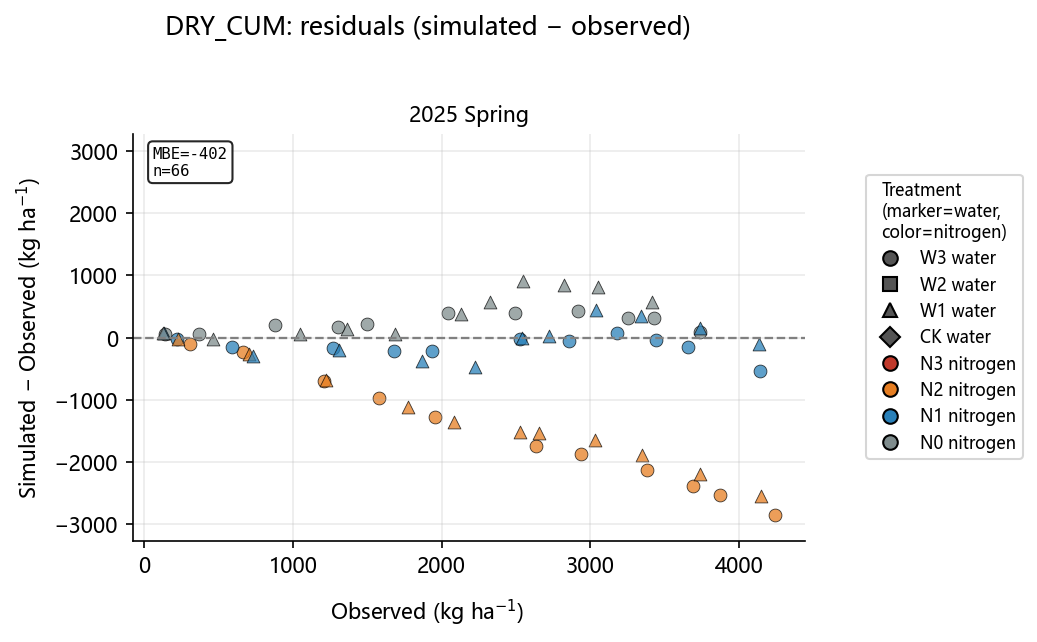 DRY_CUM: residuals (simulated − observed)
2025 Spring
MBE=-402
n=66
3000
2000
1000
0
−1000
−2000
−3000
Simulated − Observed (kg ha⁻¹)
0
1000
2000
3000
4000
Observed (kg ha⁻¹)
Treatment
(marker=water,
color=nitrogen)
W3 water
W2 water
W1 water
CK water
N3 nitrogen
N2 nitrogen
N1 nitrogen
N0 nitrogen